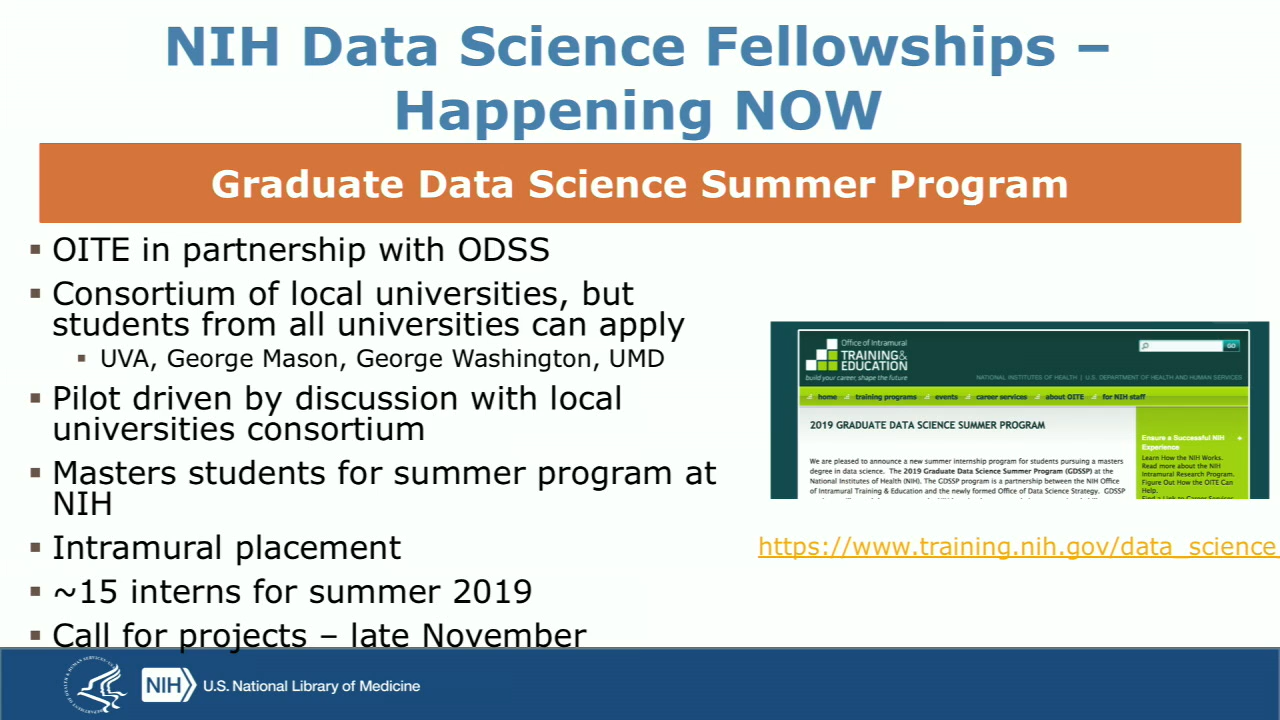 NIH Data Science Fellowships –
Happening NOW
Graduate Data Science Summer Program
OITE in partnership with ODSS
Consortium of local universities, but
students from all universities can apply
UVA, George Mason, George Washington, UMD
Pilot driven by discussion with local
universities consortium
Masters students for summer program at
NIH
Intramural placement
~15 interns for summer 2019
Call for projects – late November
Office of Intramural
TRAINING&
EDUCATION
build your career, shape the future
GO
NATIONAL INSTITUTES OF HEALTH | U.S. DEPARTMENT OF HEALTH AND HUMAN SERVICES
home training programs events career services about OITE for NIH staff
2019 GRADUATE DATA SCIENCE SUMMER PROGRAM
We are pleased to announce a new summer internship program for students pursuing a masters
degree in data science. The 2019 Graduate Data Science Summer Program (GDSSP) at the
National Institutes of Health (NIH). The GDSSP program is a partnership between the NIH Office
of Intramural Training & Education and the newly formed Office of Data Science Strategy. GDSSP
Ensure a Successful NIH
Experience
Learn How the NIH Works.
Read more about the NIH
Intramural Research Program.
Figure Out How the OITE Can
Help.
Find a Link to Career Services
https://www.training.nih.gov/data_science_
NIH U.S. National Library of Medicine